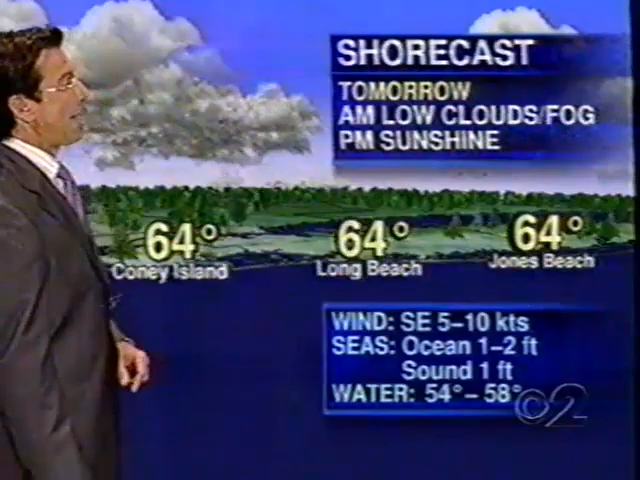 SHORECAST
TOMORROW
AM LOW CLOUDS/FOG
PM SUNSHINE
64° 64° 64°
Coney Island Long Beach Jones Beach
WIND: SE 5-10 kts
SEAS: Ocean 1-2 ft
Sound 1 ft
WATER: 54°-58°
©2